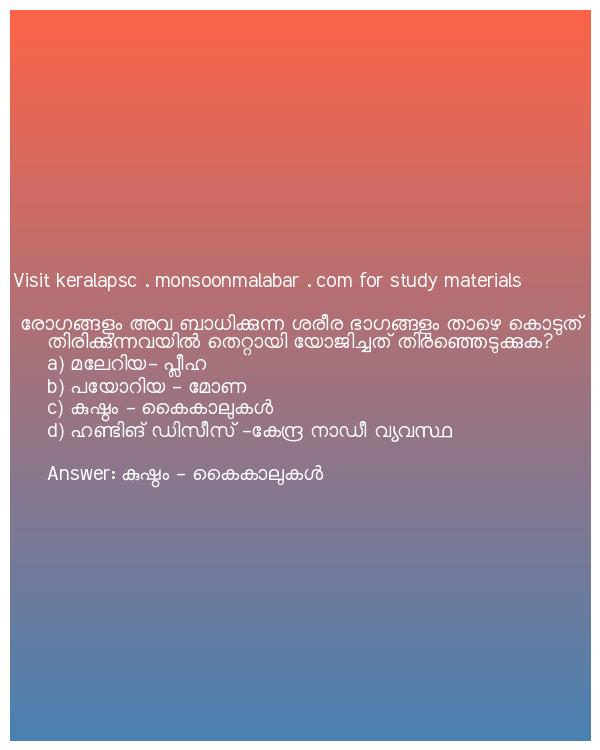 Visit keralapsc . monsoonmalabar . com for study materials
രോഗങ്ങളും അവ ബാധിക്കുന്ന ശരീര ഭാഗങ്ങളും താഴെ കൊടുത്
തിരിക്കുന്നവയിൽ തെറ്റായി യോജിച്ചത് തിരഞ്ഞെടുക്കുക?
a) മലേറിയ- പ്ലീഹ
b) പയോറിയ - മോണ
c) കുഷ്ഠം - കൈകാലുകൾ
d) ഹണ്ടിങ് ഡിസീസ് -കേന്ദ്ര നാഡീ വ്യവസ്ഥ
Answer: കുഷ്ഠം - കൈകാലുകൾ